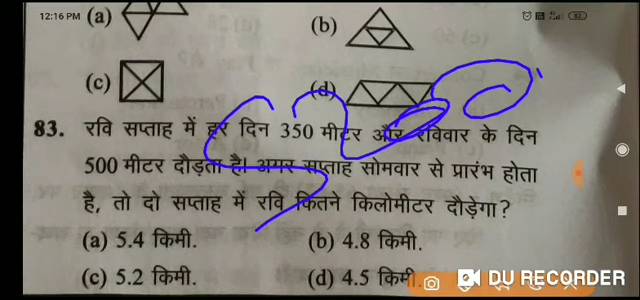 12:16 PM
82
(a)
(b)
(c)
(d)
83. रवि सप्ताह में हर दिन 350 मीटर और रविवार के दिन
500 मीटर दौड़ता है। अगर सप्ताह सोमवार से प्रारंभ होता
है, तो दो सप्ताह में रवि कितने किलोमीटर दौड़ेगा?
(a) 5.4 किमी.
(b) 4.8 किमी.
(c) 5.2 किमी.
(d) 4.5 किमी.
DU RECORDER